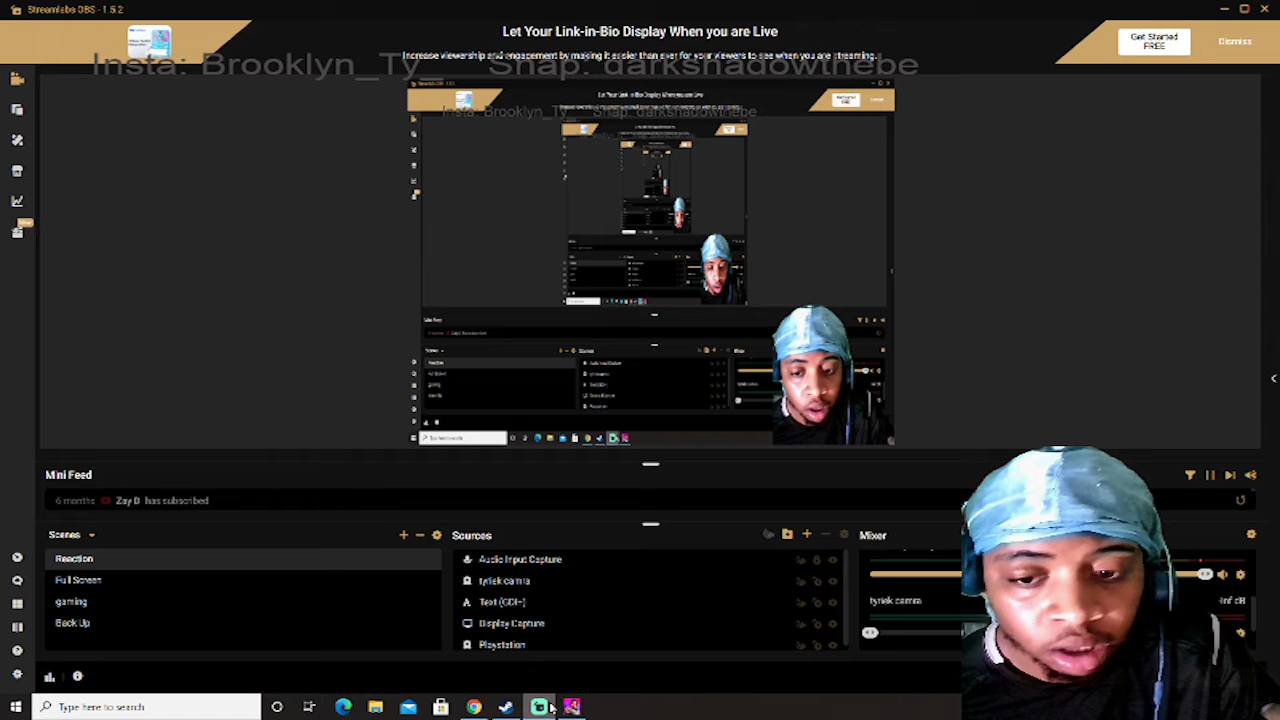 Streamlabs OBS - 1.5.2
Let Your Link-in-Bio Display When you are Live
Increase viewership and engagement by making it easier than ever for your viewers to see when you are streaming.
Get Started
FREE
Dismiss
Insta: Brooklyn_Ty_ Snap: darkshadowthebe
Mini Feed
6 months Zay D has subscribed
Scenes
Reaction
Full Screen
gaming
Back Up
Sources
Audio Input Capture
tyriek camra
Text (GDI+)
Display Capture
Playstation
Mixer
tyriek camra -inf dB
Type here to search